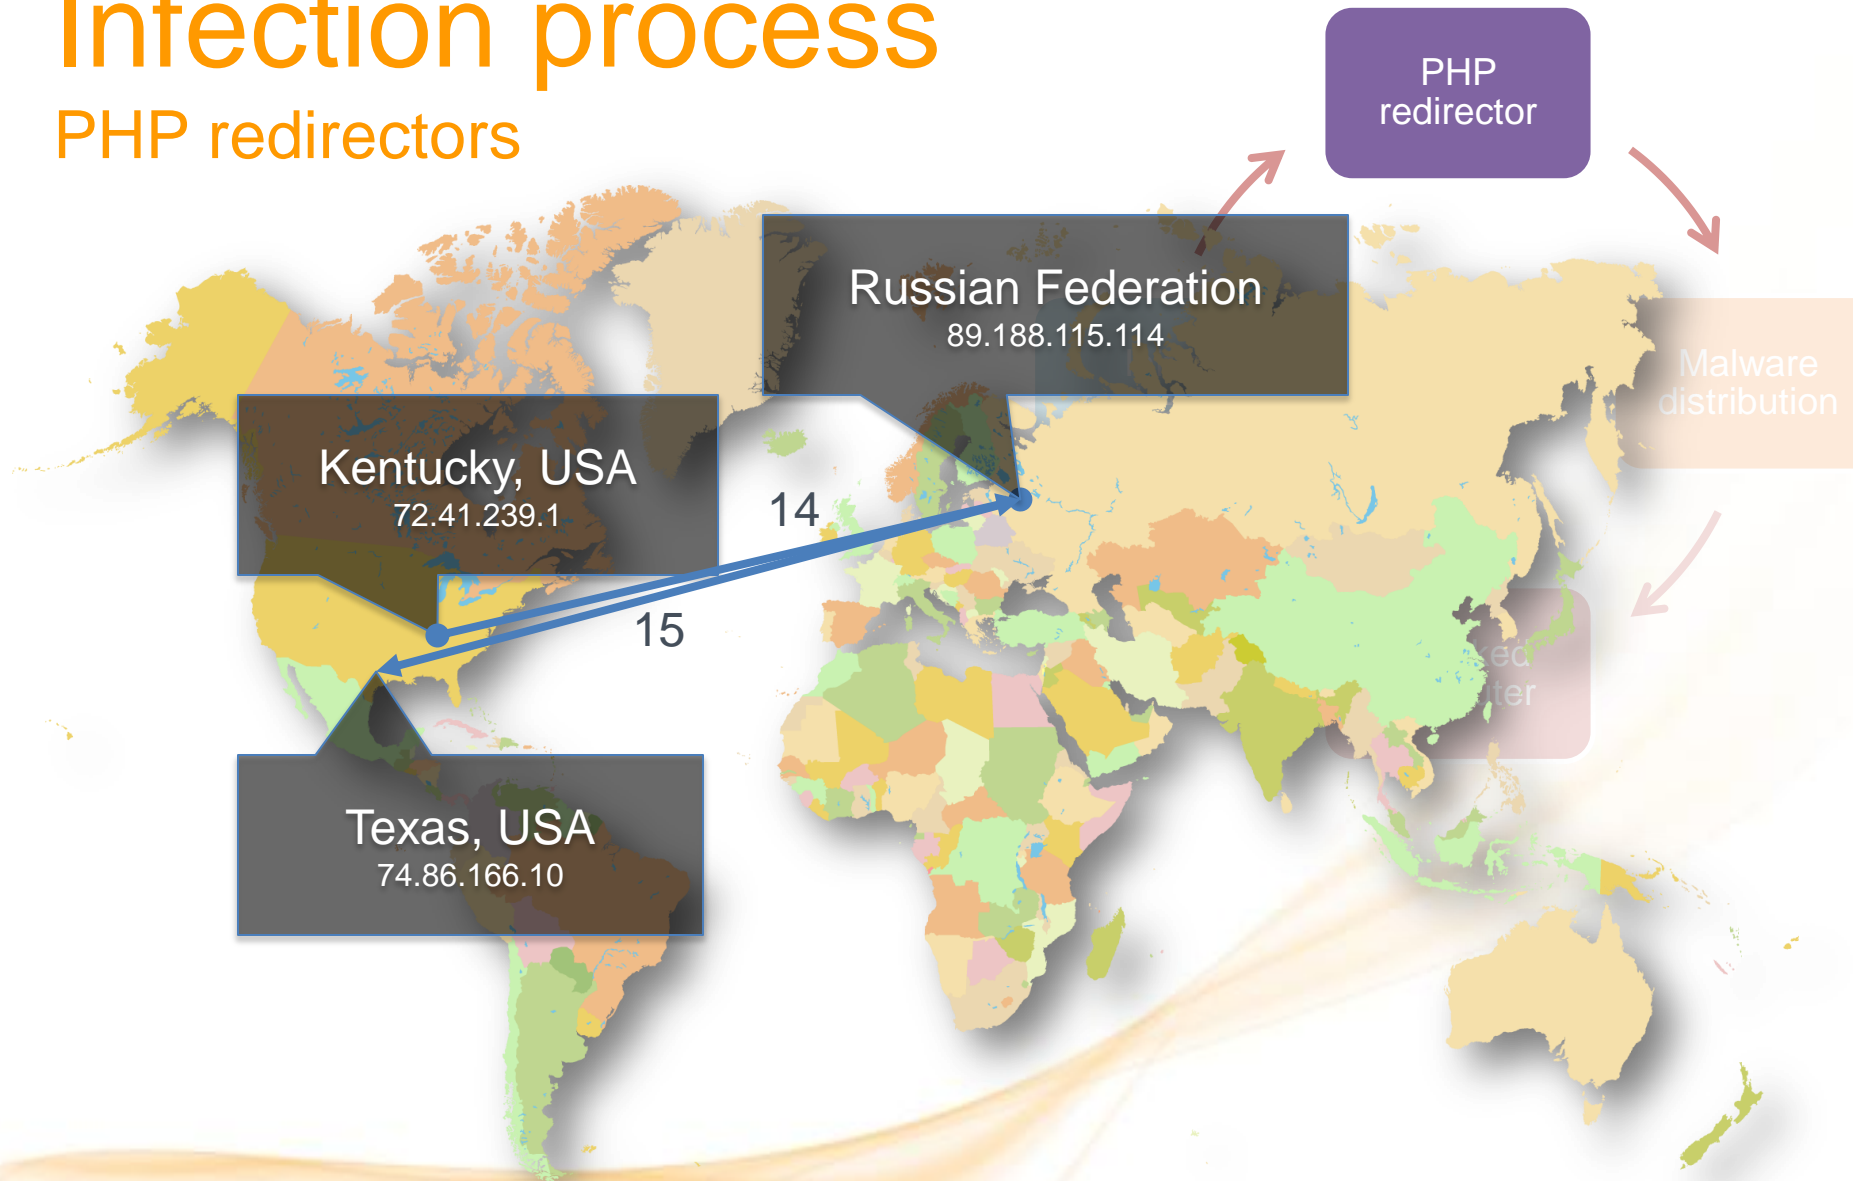 Infection process
PHP redirectors
PHP
redirector
Russian Federation
89.188.115.114
Malware
distribution
Kentucky, USA
72.41.239.1
14
15
Texas, USA
74.86.166.10